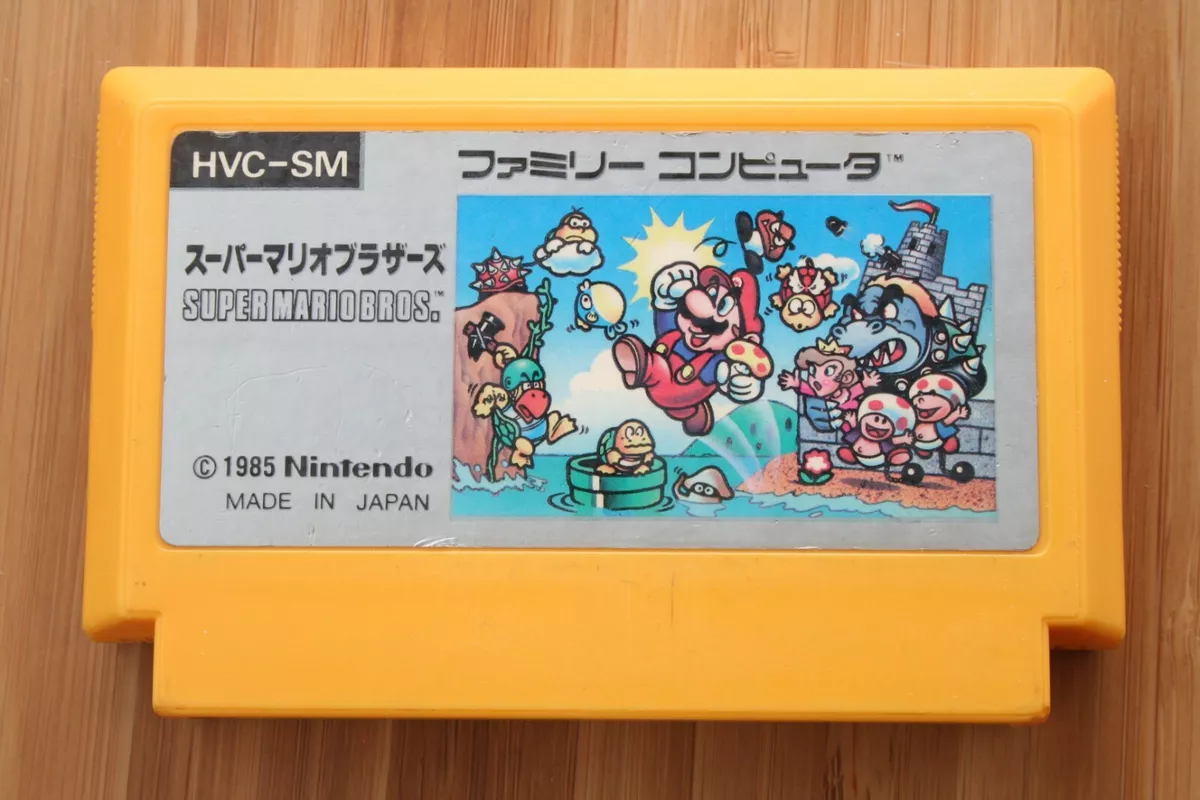 HVC-SM
ファミリー コンピュータ™
スーパーマリオブラザーズ
SUPER MARIO BROS.™
© 1985 Nintendo
MADE IN JAPAN